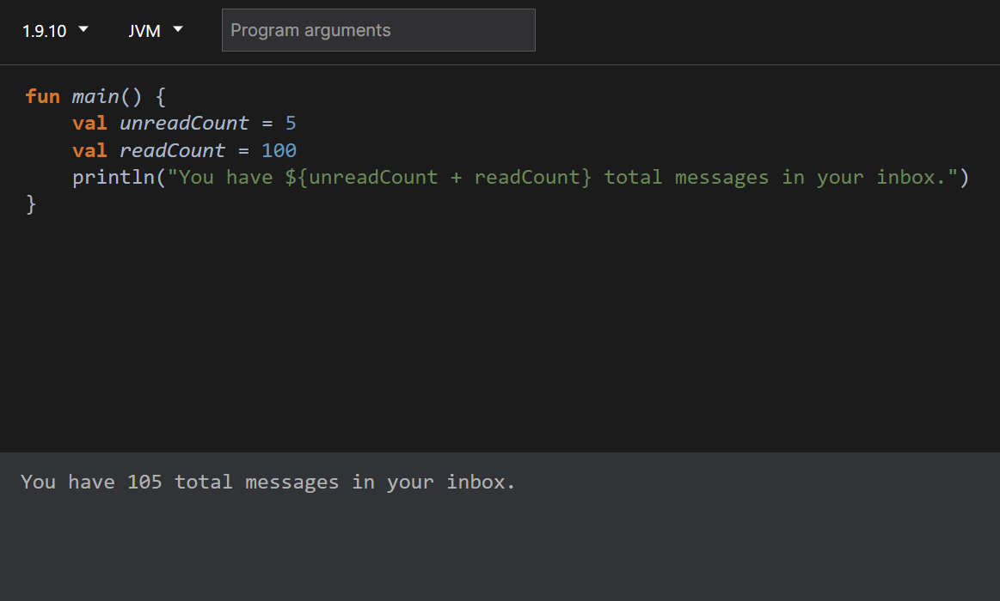 1.9.10 JVM Program arguments
fun main() {
    val unreadCount = 5
    val readCount = 100
    println("You have ${unreadCount + readCount} total messages in your inbox.")
}
You have 105 total messages in your inbox.